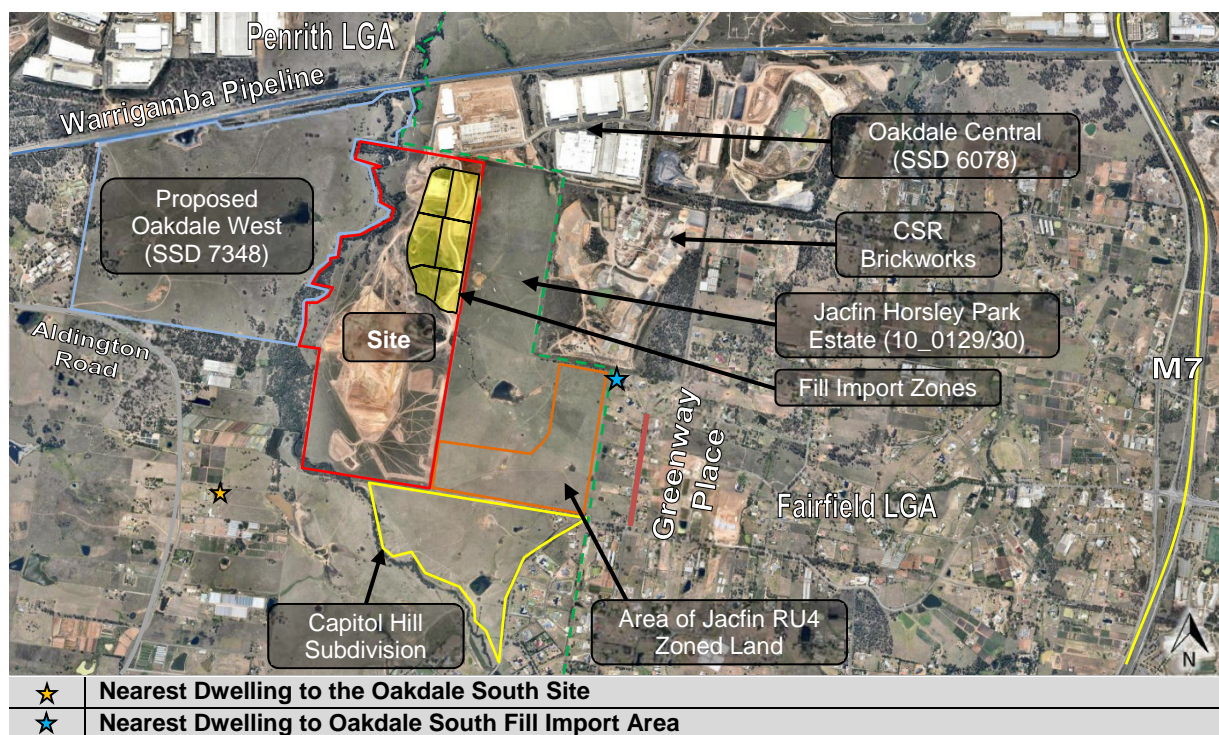 Penrith LGA
Warrigamba Pipeline
Oakdale Central
(SSD 6078)
Proposed
Oakdale West
(SSD 7348)
CSR
Brickworks
Jacfin Horsley Park
Estate (10_0129/30)
Aldington
Road
Site
M7
Fill Import Zones
Greenway
Place
Fairfield LGA
Capitol Hill
Subdivision
Area of Jacfin RU4
Zoned Land
N
Nearest Dwelling to the Oakdale South Site
Nearest Dwelling to Oakdale South Fill Import Area